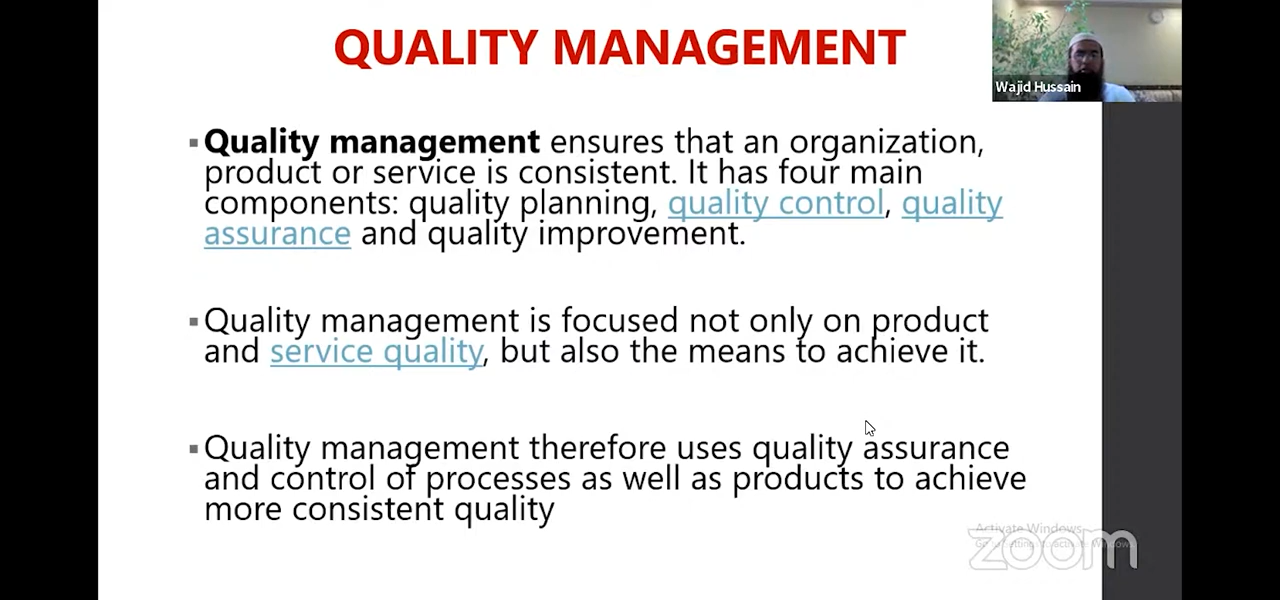 QUALITY MANAGEMENT
Wajid Hussain
▪Quality management ensures that an organization,
product or service is consistent. It has four main
components: quality planning, quality control, quality
assurance and quality improvement.
▪Quality management is focused not only on product
and service quality, but also the means to achieve it.
▪Quality management therefore uses quality assurance
and control of processes as well as products to achieve
more consistent quality
Activate Windows
zoom